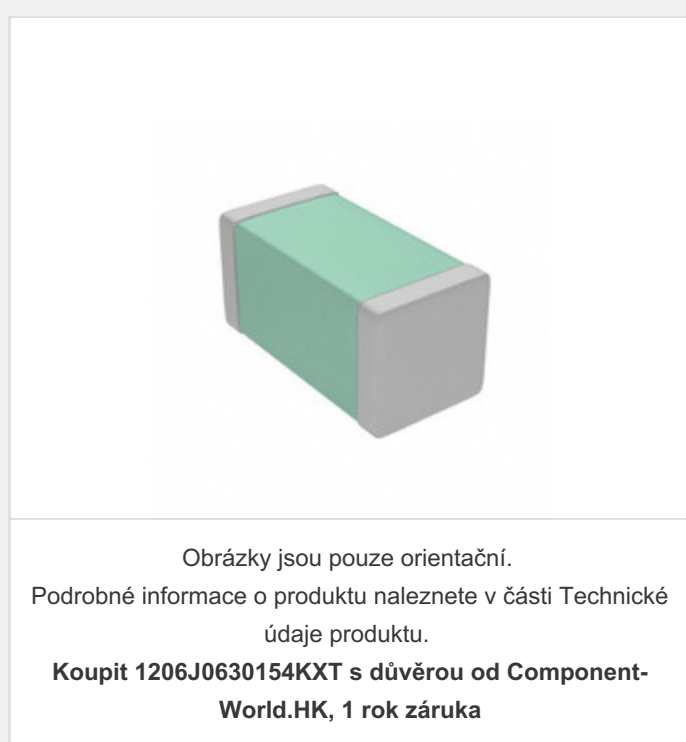 Obrázky jsou pouze orientační.
Podrobné informace o produktu naleznete v části Technické
údaje produktu.
Koupit 1206J0630154KXT s důvěrou od Component-
World.HK, 1 rok záruka